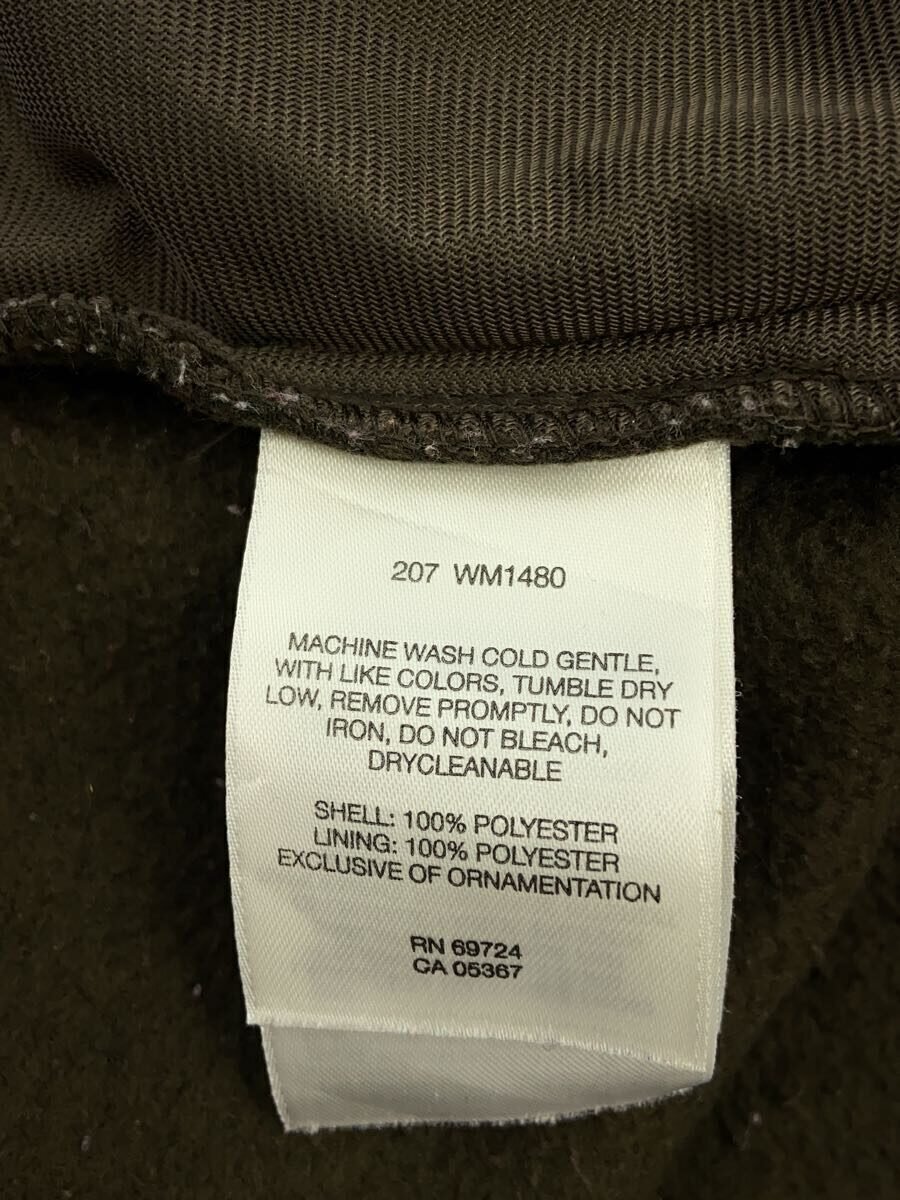 207 WM1480
MACHINE WASH COLD GENTLE,
WITH LIKE COLORS, TUMBLE DRY
LOW, REMOVE PROMPTLY, DO NOT
IRON, DO NOT BLEACH,
DRYCLEANABLE
SHELL: 100% POLYESTER
LINING: 100% POLYESTER
EXCLUSIVE OF ORNAMENTATION
RN 69724
CA 05367